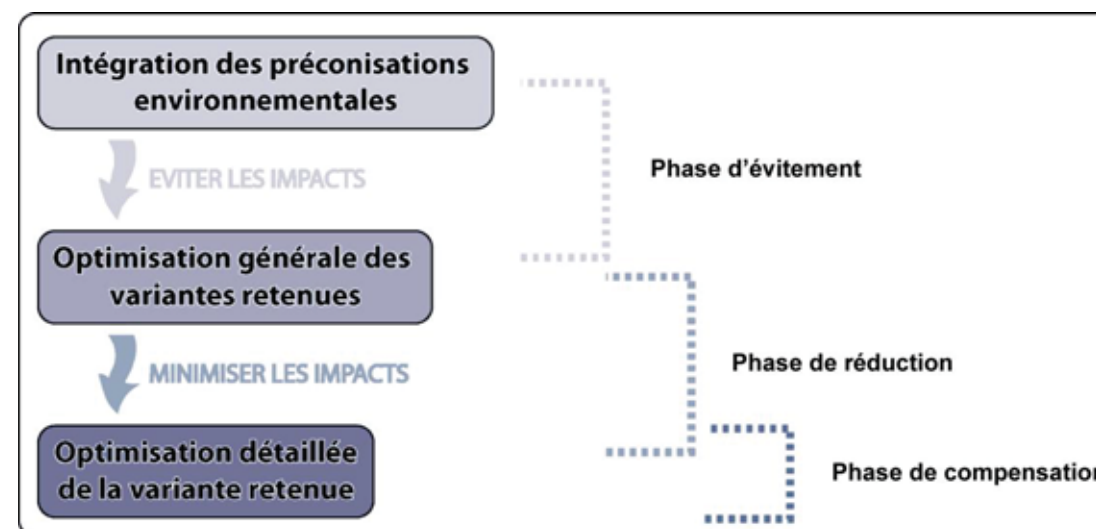 Intégration des préconisations
environnementales
EVITER LES IMPACTS
Phase d'évitement
Optimisation générale des
variantes retenues
MINIMISER LES IMPACTS
Phase de réduction
Optimisation détaillée
de la variante retenue
Phase de compensation